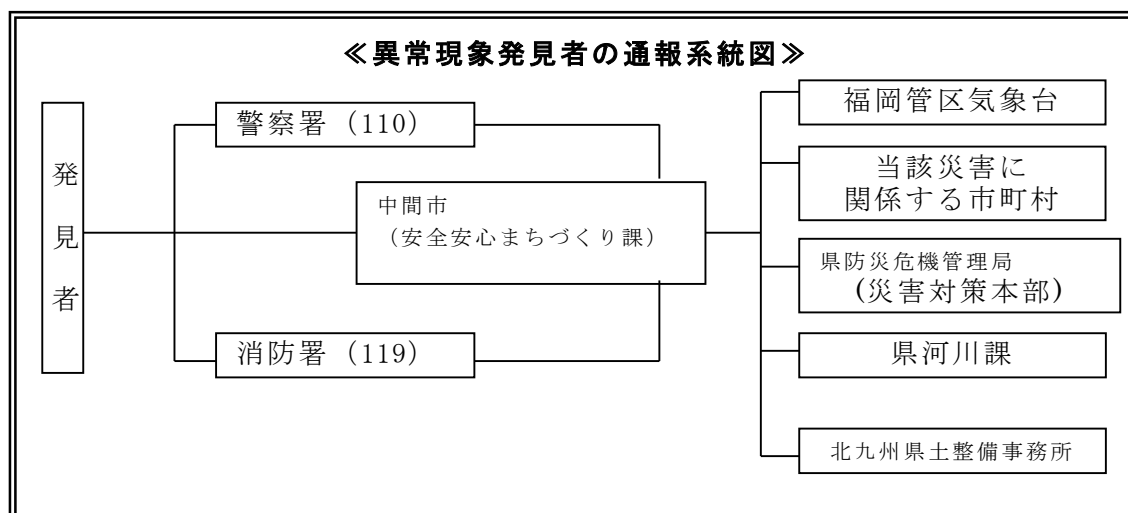 ≪異常現象発見者の通報系統図≫
発見者
警察署（110）
中間市
（安全安心まちづくり課）
消防署（119）
福岡管区気象台
当該災害に
関係する市町村
県防災危機管理局
(災害対策本部)
県河川課
北九州県土整備事務所